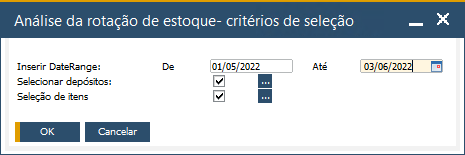 Análise da rotação de estoque- critérios de seleção
Inserir DateRange: De 01/05/2022 Até 03/06/2022
Selecionar depósitos: ...
Seleção de itens ...
OK Cancelar